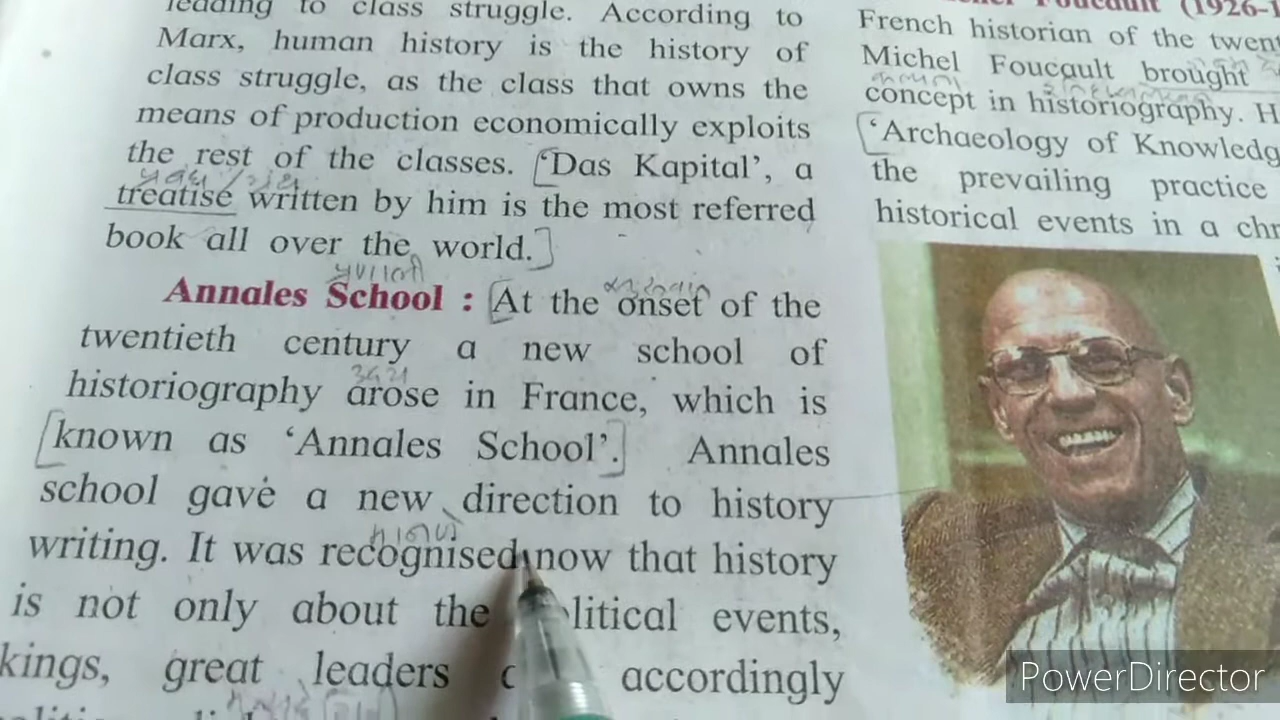 leading to class struggle. According to
Marx, human history is the history of
class struggle, as the class that owns the
means of production economically exploits
the rest of the classes. ['Das Kapital', a
treatise written by him is the most referred
book all over the world.]
Annales School : [At the onset of the
twentieth century a new school of
historiography arose in France, which is
[known as 'Annales School'.] Annales
school gave a new direction to history
writing. It was recognised now that history
is not only about the litical events,
kings, great leaders accordingly
Foucault (1926-1
French historian of the twent
Michel Foucault brought
concept in historiography. H
['Archaeology of Knowledg
the prevailing practice
historical events in a chr
PowerDirector